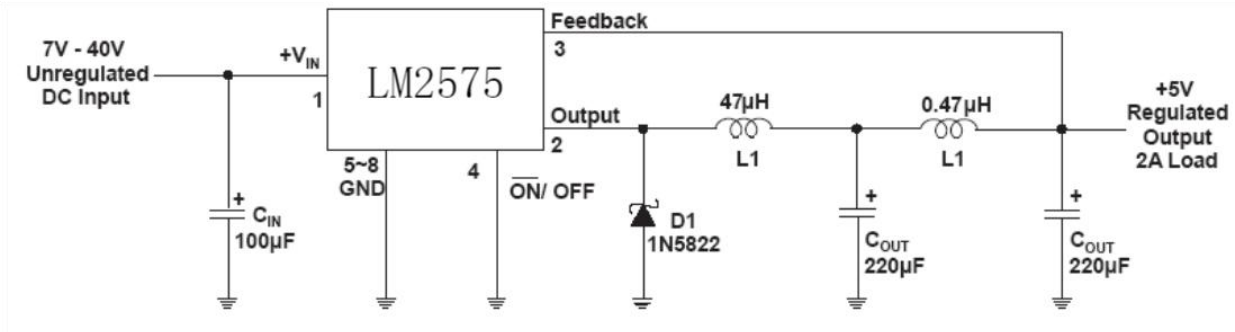 7V - 40V
Unregulated
DC Input
+VIN
1
LM2575
Feedback
3
Output
2
5~8
GND
4
ON/ OFF
+
CIN
100µF
D1
1N5822
47µH
L1
0.47µH
L1
+
COUT
220µF
+
COUT
220µF
+5V
Regulated
Output
2A Load